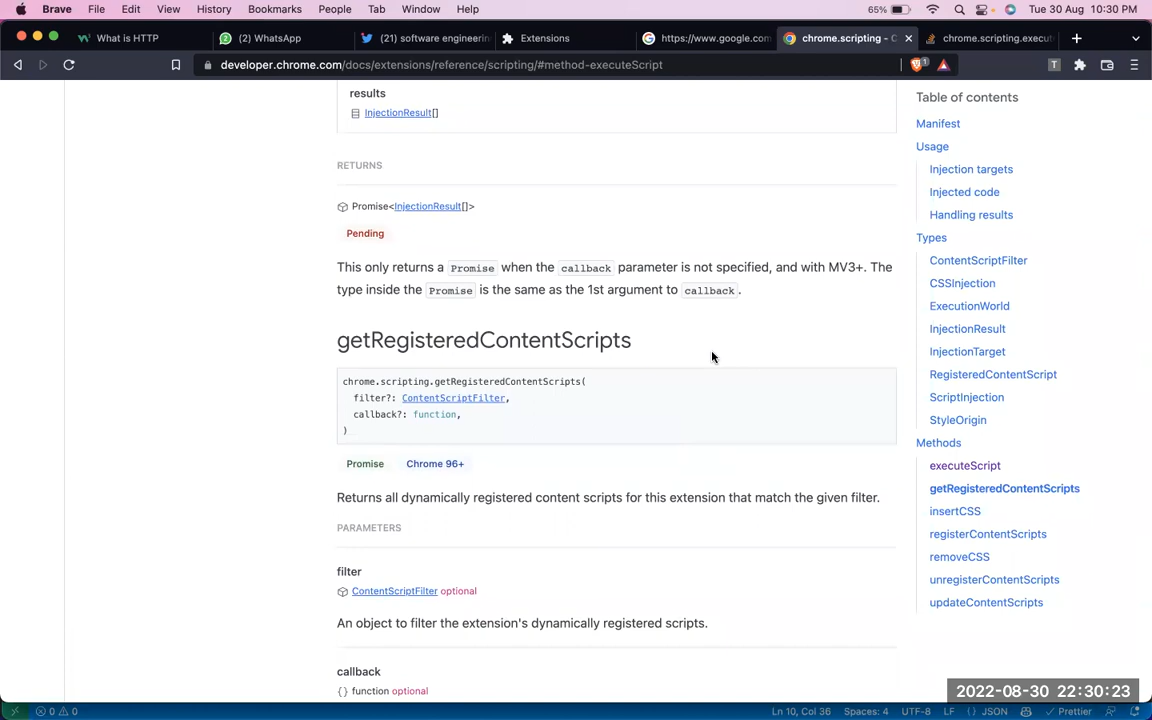 Brave File Edit View History Bookmarks People Tab Window Help 65% Tue 30 Aug 10:30 PM
What is HTTP (2) WhatsApp (21) software engineerin Extensions https://www.google.com chrome.scripting - C chrome.scripting.execut
developer.chrome.com/docs/extensions/reference/scripting/#method-executeScript 1 T
results
InjectionResult[]
RETURNS
Promise<InjectionResult[]>
Pending
This only returns a Promise when the callback parameter is not specified, and with MV3+. The
type inside the Promise is the same as the 1st argument to callback.
getRegisteredContentScripts
chrome.scripting.getRegisteredContentScripts(
filter?: ContentScriptFilter,
callback?: function,
)
Promise Chrome 96+
Returns all dynamically registered content scripts for this extension that match the given filter.
PARAMETERS
filter
ContentScriptFilter optional
An object to filter the extension's dynamically registered scripts.
callback
{} function optional
Table of contents
Manifest
Usage
Injection targets
Injected code
Handling results
Types
ContentScriptFilter
CSSInjection
ExecutionWorld
InjectionResult
InjectionTarget
RegisteredContentScript
ScriptInjection
StyleOrigin
Methods
executeScript
getRegisteredContentScripts
insertCSS
registerContentScripts
removeCSS
unregisterContentScripts
updateContentScripts
2022-08-30 22:30:23
0 0 Ln 10, Col 36 Spaces: 4 UTF-8 LF {} JSON Prettier